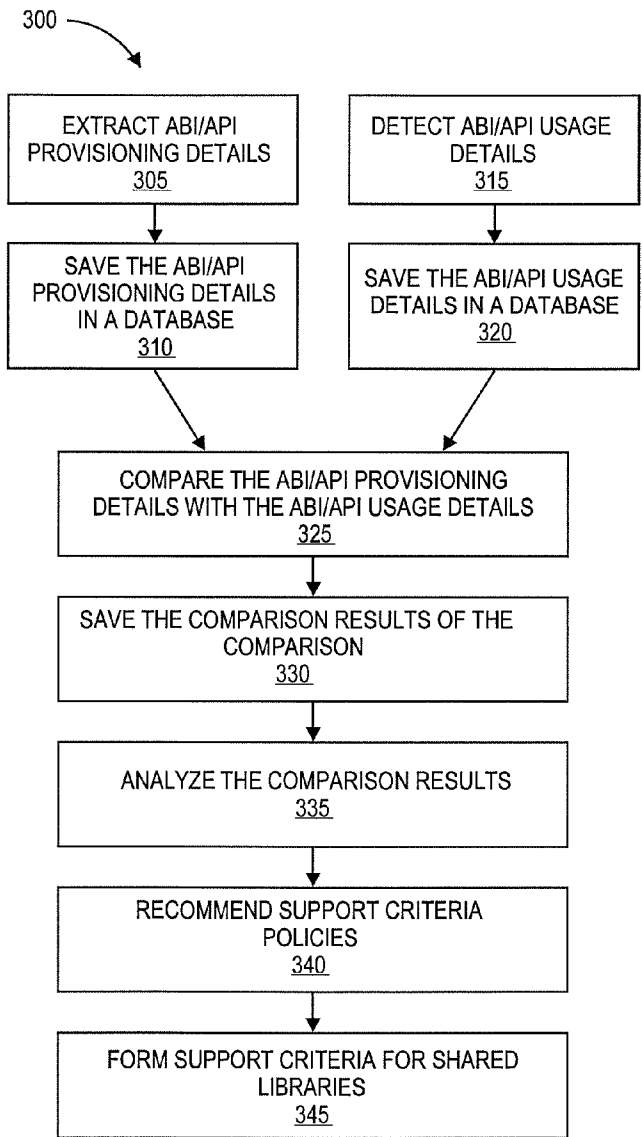 300
EXTRACT ABI/API
PROVISIONING DETAILS
305
DETECT ABI/API USAGE
DETAILS
315
SAVE THE ABI/API
PROVISIONING DETAILS
IN A DATABASE
310
SAVE THE ABI/API USAGE
DETAILS IN A DATABASE
320
COMPARE THE ABI/API PROVISIONING
DETAILS WITH THE ABI/API USAGE DETAILS
325
SAVE THE COMPARISON RESULTS OF THE
COMPARISON
330
ANALYZE THE COMPARISON RESULTS
335
RECOMMEND SUPPORT CRITERIA
POLICIES
340
FORM SUPPORT CRITERIA FOR SHARED
LIBRARIES
345